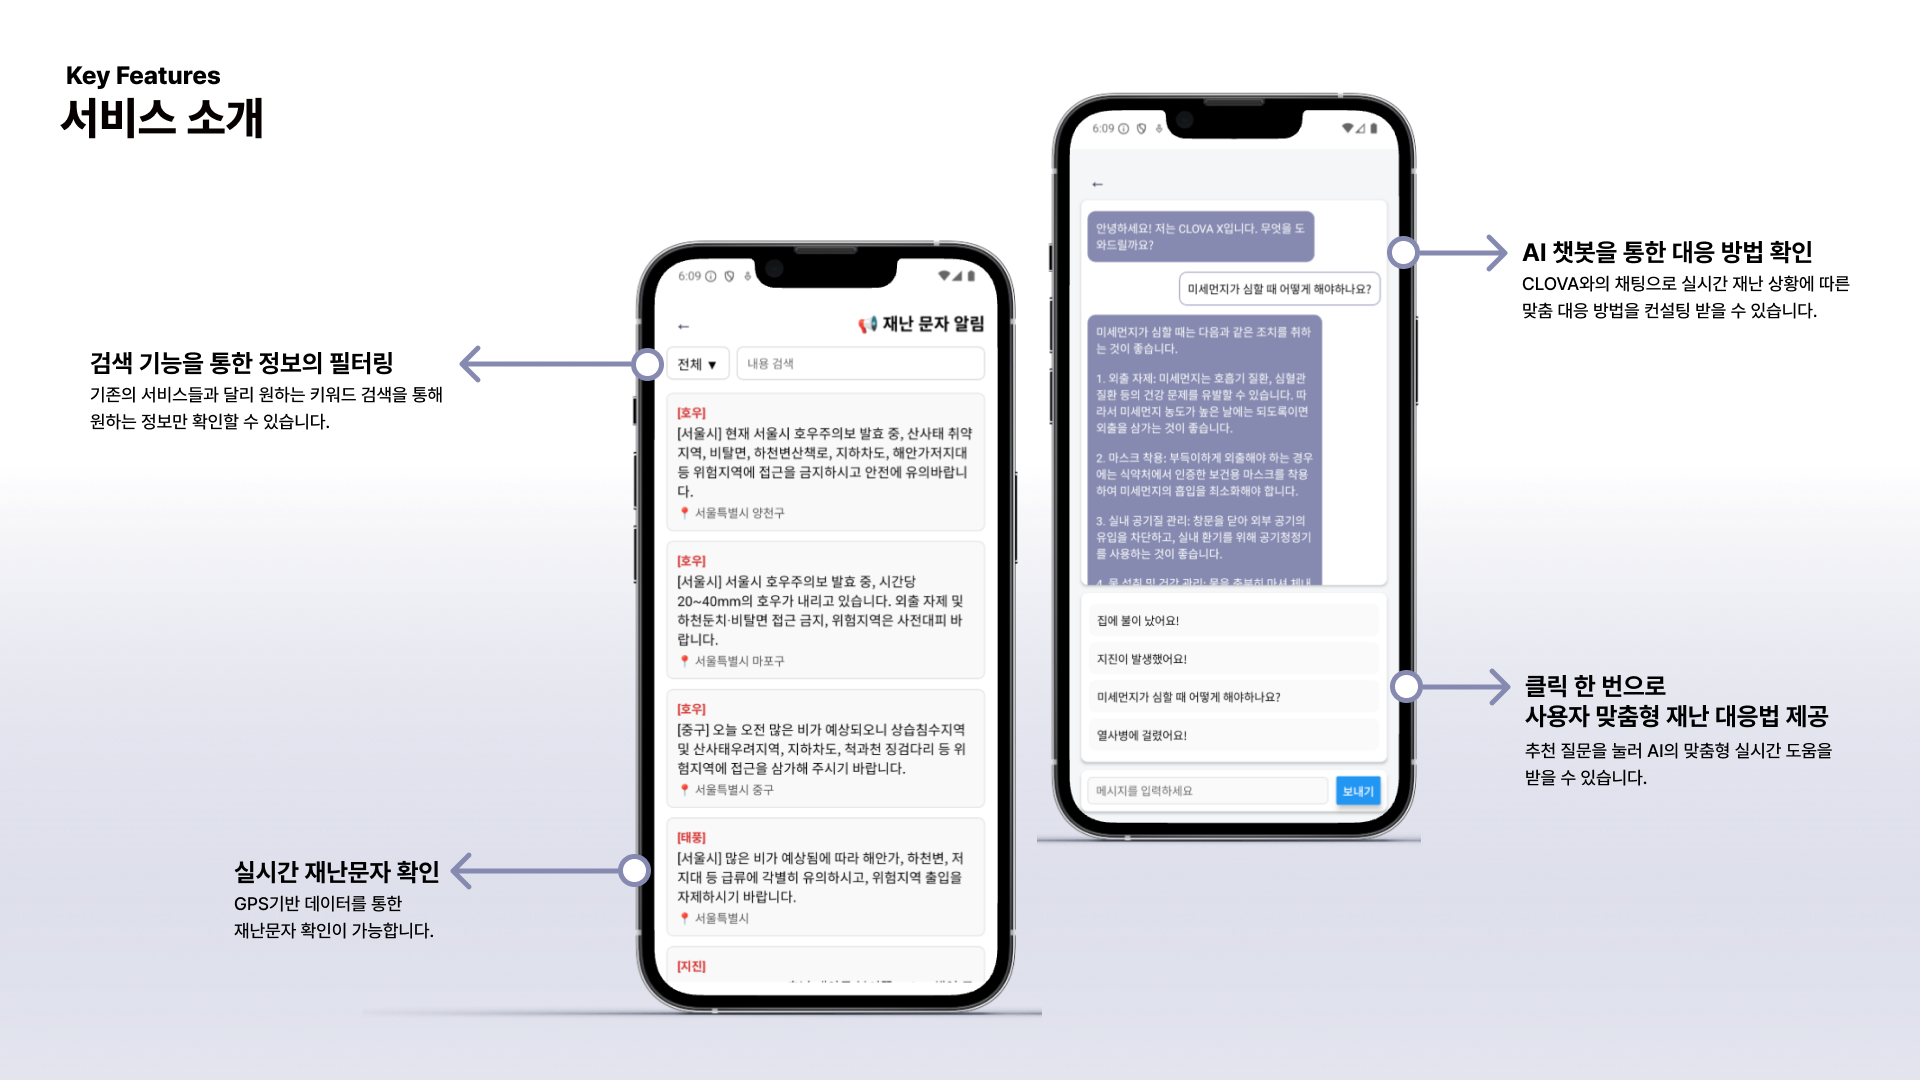 Key Features
서비스 소개
검색 기능을 통한 정보의 필터링
기존의 서비스들과 달리 원하는 키워드 검색을 통해
원하는 정보만 확인할 수 있습니다.
실시간 재난문자 확인
GPS기반 데이터를 통한
재난문자 확인이 가능합니다.
6:09
← 📢 재난 문자 알림
전체 ▼ 내용 검색
[호우]
[서울시] 현재 서울시 호우주의보 발효 중, 산사태 취약
지역, 비탈면, 하천변산책로, 지하차도, 해안가저지대
등 위험지역에 접근을 금지하시고 안전에 유의바랍니
다.
📍 서울특별시 양천구
[호우]
[서울시] 서울시 호우주의보 발효 중, 시간당
20~40mm의 호우가 내리고 있습니다. 외출 자제 및
하천둔치·비탈면 접근 금지, 위험지역은 사전대피 바
랍니다.
📍 서울특별시 마포구
[호우]
[중구] 오늘 오전 많은 비가 예상되오니 상습침수지역
및 산사태우려지역, 지하차도, 척과천 징검다리 등 위
험지역에 접근을 삼가해 주시기 바랍니다.
📍 서울특별시 중구
[태풍]
[서울시] 많은 비가 예상됨에 따라 해안가, 하천변, 저
지대 등 급류에 각별히 유의하시고, 위험지역 출입을
자제하시기 바랍니다.
📍 서울특별시
[지진]
6:09
←
안녕하세요! 저는 CLOVA X입니다. 무엇을 도
와드릴까요?
미세먼지가 심할 때 어떻게 해야하나요?
미세먼지가 심할 때는 다음과 같은 조치를 취하
는 것이 좋습니다.
1. 외출 자제: 미세먼지는 호흡기 질환, 심혈관
질환 등의 건강 문제를 유발할 수 있습니다. 따
라서 미세먼지 농도가 높은 날에는 되도록이면
외출을 삼가는 것이 좋습니다.
2. 마스크 착용: 부득이하게 외출해야 하는 경우
에는 식약처에서 인증한 보건용 마스크를 착용
하여 미세먼지의 흡입을 최소화해야 합니다.
3. 실내 공기질 관리: 창문을 닫아 외부 공기의
유입을 차단하고, 실내 환기를 위해 공기청정기
를 사용하는 것이 좋습니다.
4. 물 섭취 및 건강 관리: 물을 충분히 마셔 체내
집에 불이 났어요!
지진이 발생했어요!
미세먼지가 심할 때 어떻게 해야하나요?
열사병에 걸렸어요!
메시지를 입력하세요 보내기
AI 챗봇을 통한 대응 방법 확인
CLOVA와의 채팅으로 실시간 재난 상황에 따른
맞춤 대응 방법을 컨설팅 받을 수 있습니다.
클릭 한 번으로
사용자 맞춤형 재난 대응법 제공
추천 질문을 눌러 AI의 맞춤형 실시간 도움을
받을 수 있습니다.